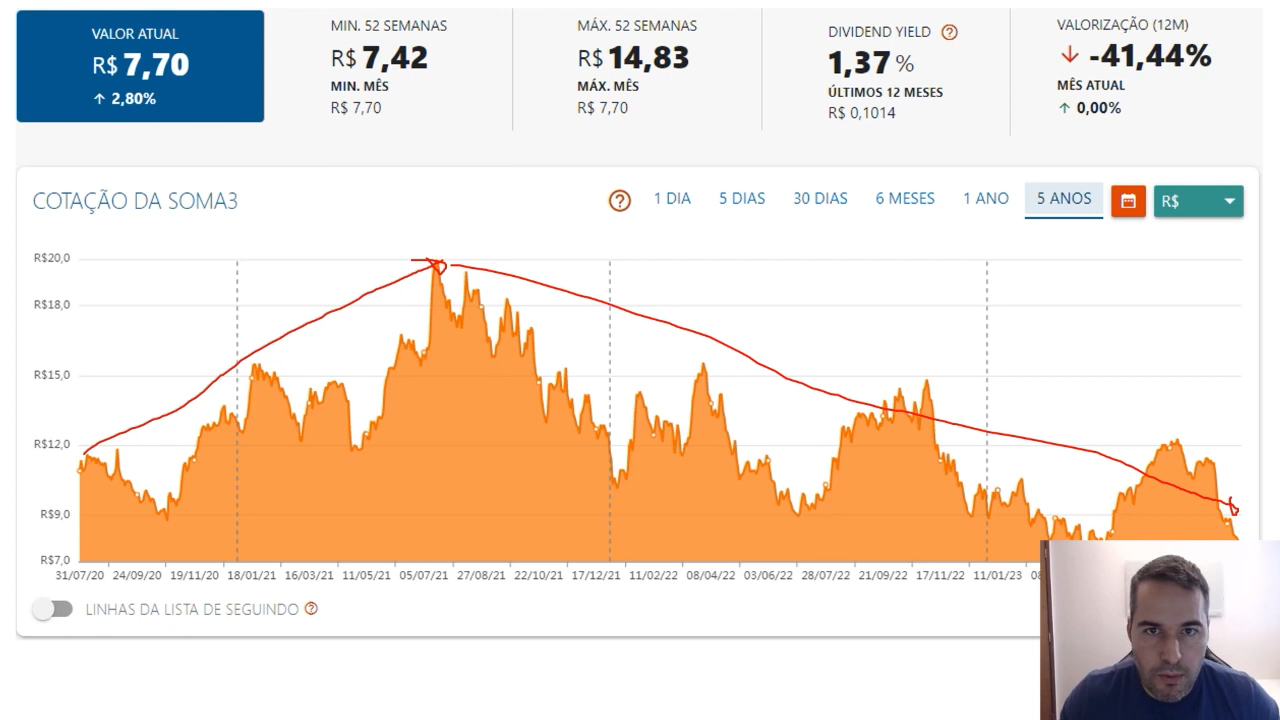 VALOR ATUAL
R$ 7,70
↑ 2,80%
MIN. 52 SEMANAS
R$ 7,42
MIN. MÊS
R$ 7,70
MÁX. 52 SEMANAS
R$ 14,83
MÁX. MÊS
R$ 7,70
DIVIDEND YIELD ?
1,37 %
ÚLTIMOS 12 MESES
R$ 0,1014
VALORIZAÇÃO (12M)
↓ -41,44%
MÊS ATUAL
↑ 0,00%
COTAÇÃO DA SOMA3
? 1 DIA 5 DIAS 30 DIAS 6 MESES 1 ANO 5 ANOS R$
R$20,0
R$18,0
R$15,0
R$12,0
R$9,0
R$7,0
31/07/20 24/09/20 19/11/20 18/01/21 16/03/21 11/05/21 05/07/21 27/08/21 22/10/21 17/12/21 11/02/22 08/04/22 03/06/22 28/07/22 21/09/22 17/11/22 11/01/23
LINHAS DA LISTA DE SEGUINDO ?